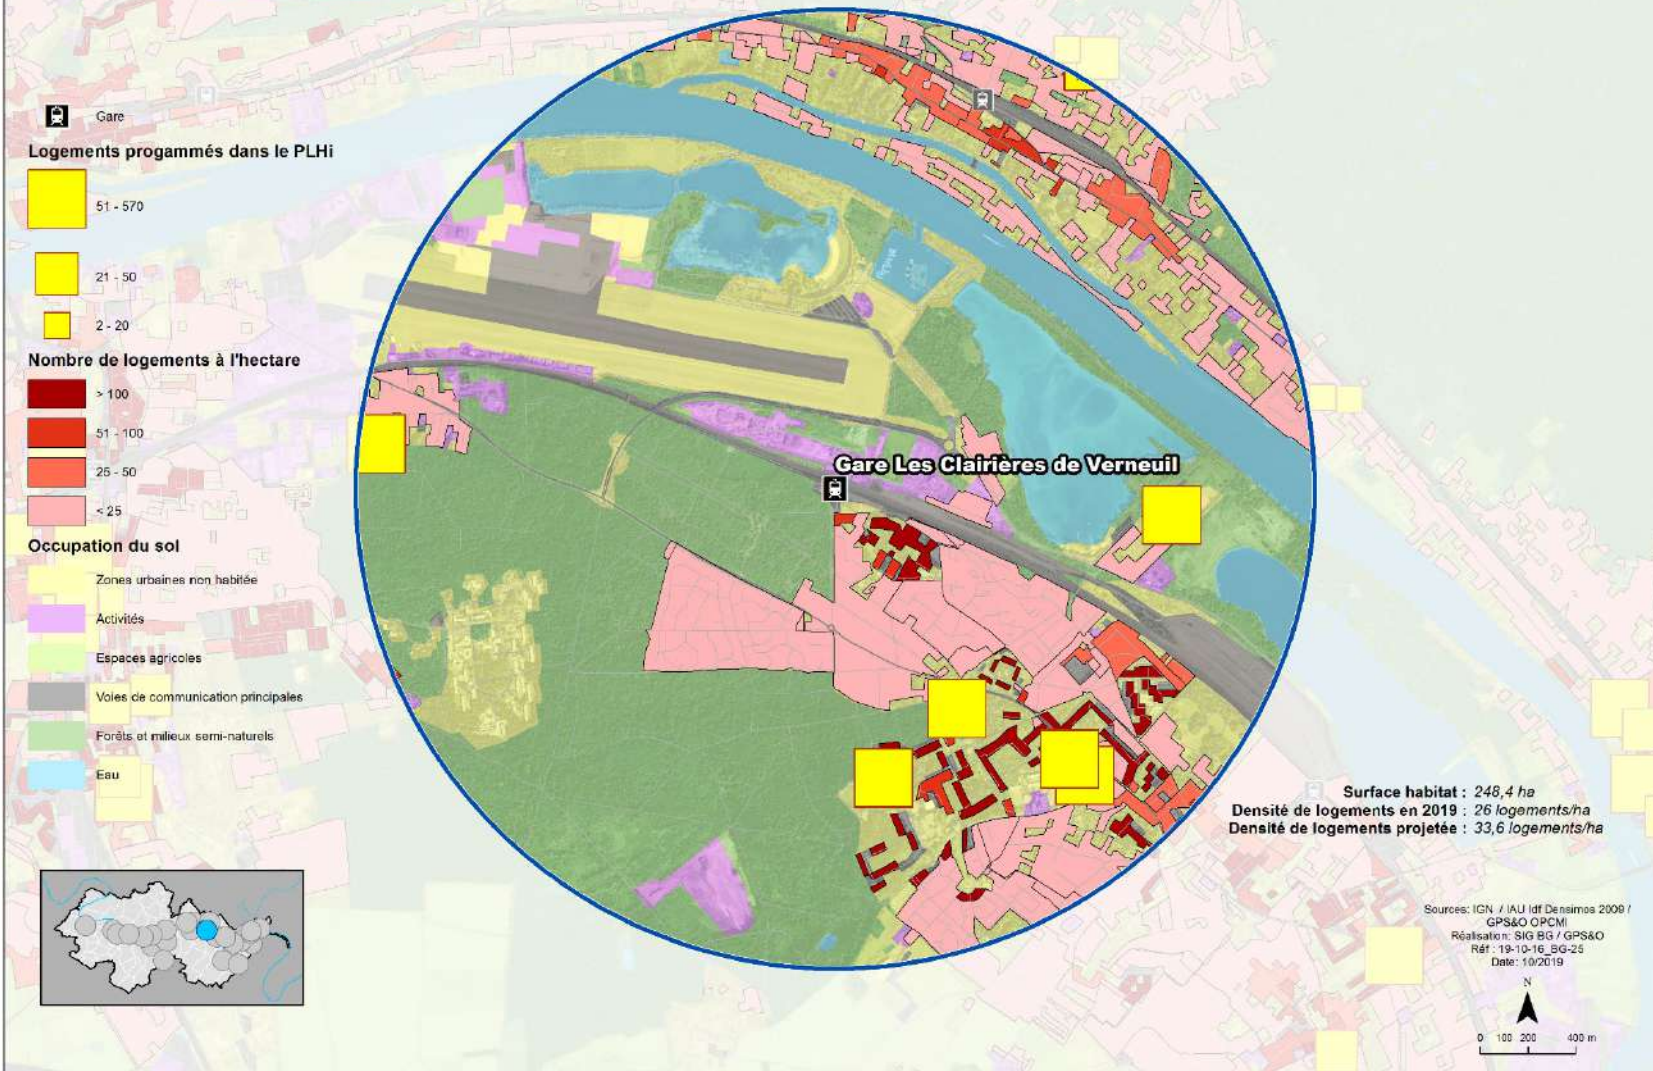 Gare
Logements progammés dans le PLHi
51 - 570
21 - 50
2 - 20
Nombre de logements à l'hectare
> 100
51 - 100
25 - 50
< 25
Occupation du sol
Zones urbaines non habitée
Activités
Espaces agricoles
Voies de communication principales
Forêts et milieux semi-naturels
Eau
Gare Les Clairières de Verneuil
Surface habitat : 248,4 ha
Densité de logements en 2019 : 26 logements/ha
Densité de logements projetée : 33,6 logements/ha
Sources: IGN / IAU Idf Densimos 2009 /
GPS&O OPCMI
Réalisation: SIG BG / GPS&O
Réf : 19-10-16_BG-25
Date: 10/2019
N
0 100 200 400 m